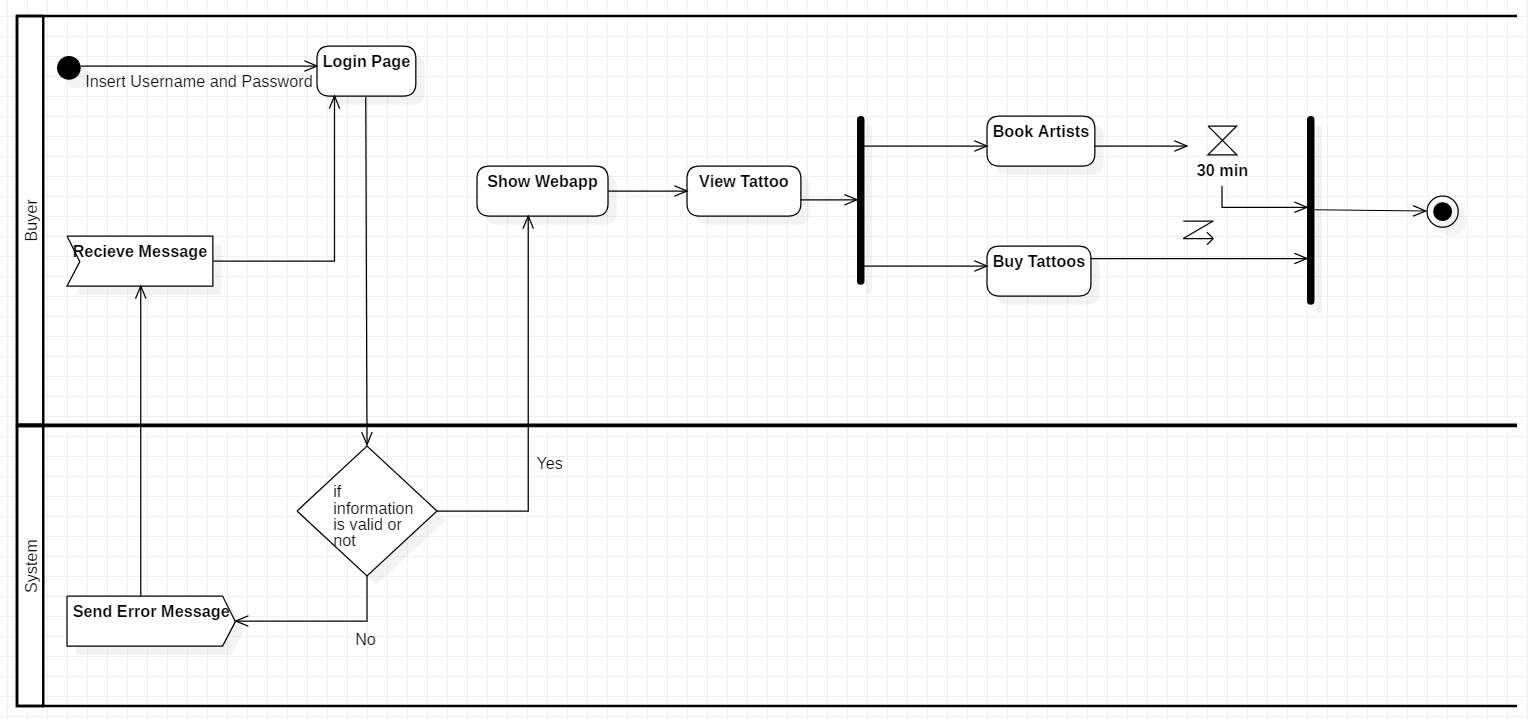 Login Page
Insert Username and Password
Book Artists
30 min
Show Webapp
View Tattoo
Buyer
Recieve Message
Buy Tattoos
Yes
if
information
is valid or
not
System
Send Error Message
No